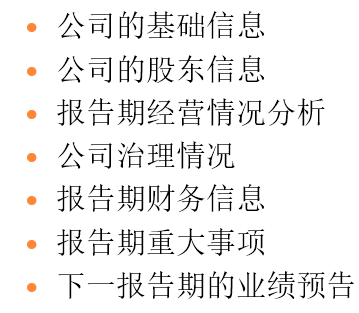 公司的基础信息
公司的股东信息
报告期经营情况分析
公司治理情况
报告期财务信息
报告期重大事项
下一报告期的业绩预告